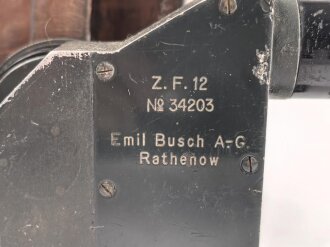 Z.F.12
№ 34203
Emil Busch A.-G.
Rathenow